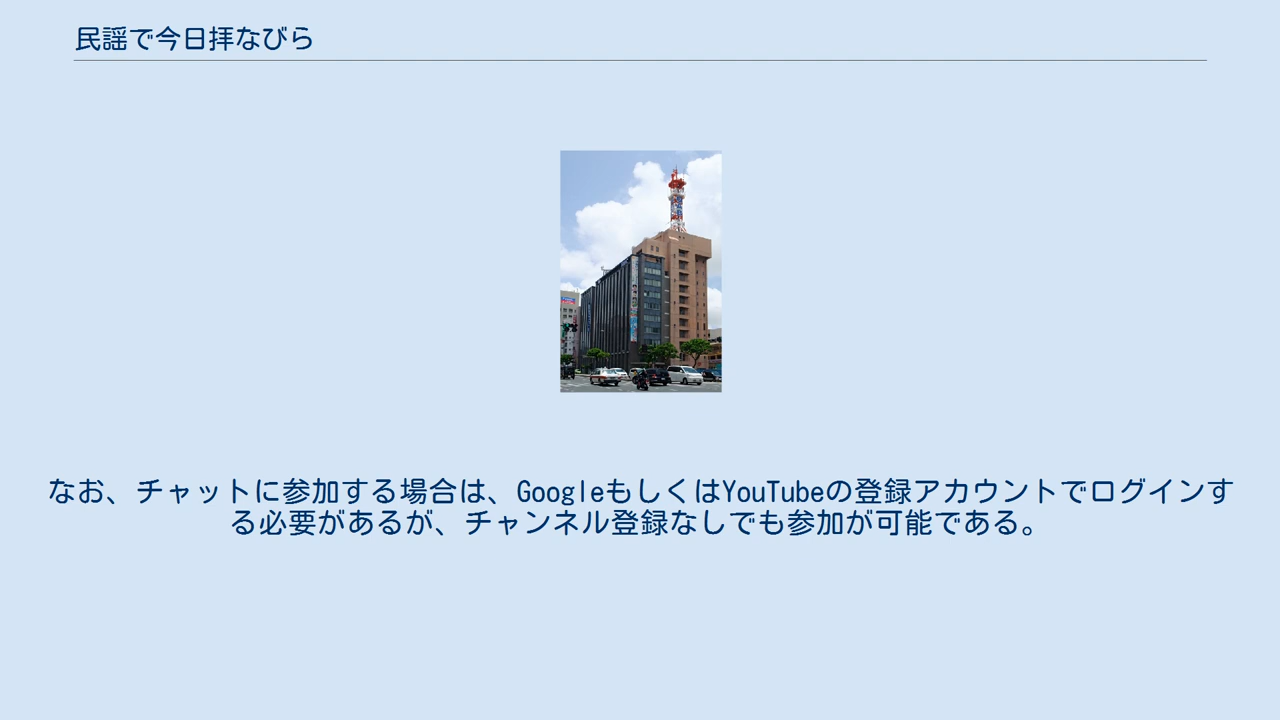 民謡で今日拝なびら
なお、チャットに参加する場合は、GoogleもしくはYouTubeの登録アカウントでログインす
る必要があるが、チャンネル登録なしでも参加が可能である。